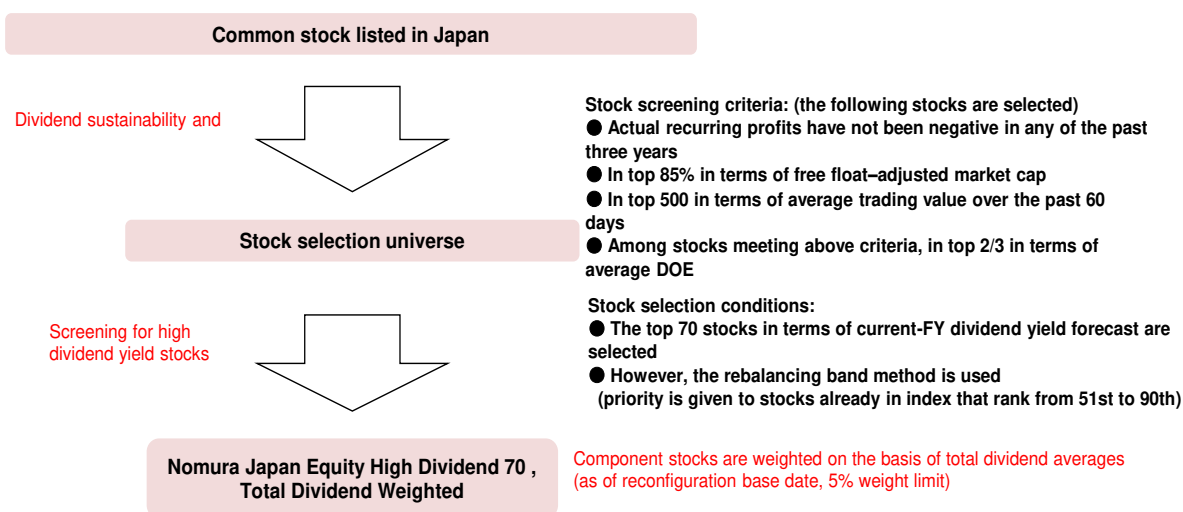 Common stock listed in Japan
Dividend sustainability and
Stock screening criteria: (the following stocks are selected)
● Actual recurring profits have not been negative in any of the past
three years
● In top 85% in terms of free float–adjusted market cap
● In top 500 in terms of average trading value over the past 60
days
● Among stocks meeting above criteria, in top 2/3 in terms of
average DOE
Stock selection universe
Screening for high
dividend yield stocks
Stock selection conditions:
● The top 70 stocks in terms of current-FY dividend yield forecast are
selected
● However, the rebalancing band method is used
(priority is given to stocks already in index that rank from 51st to 90th)
Nomura Japan Equity High Dividend 70 ,
Total Dividend Weighted
Component stocks are weighted on the basis of total dividend averages
(as of reconfiguration base date, 5% weight limit)